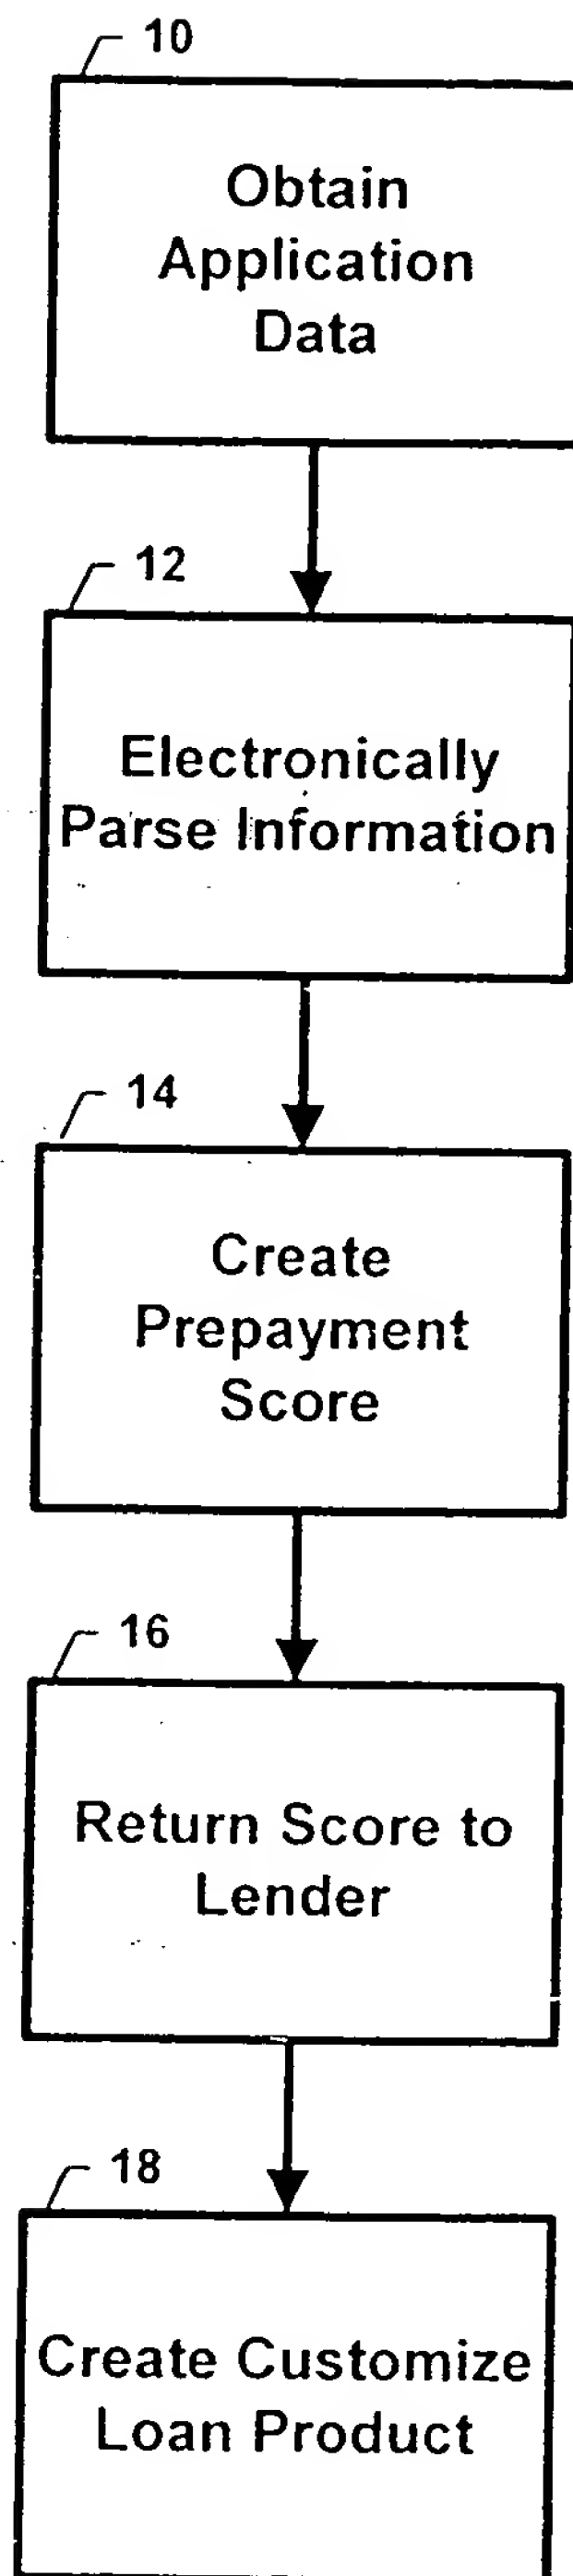 10
Obtain
Application
Data
12
Electronically
Parse Information
14
Create
Prepayment
Score
16
Return Score to
Lender
18
Create Customize
Loan Product